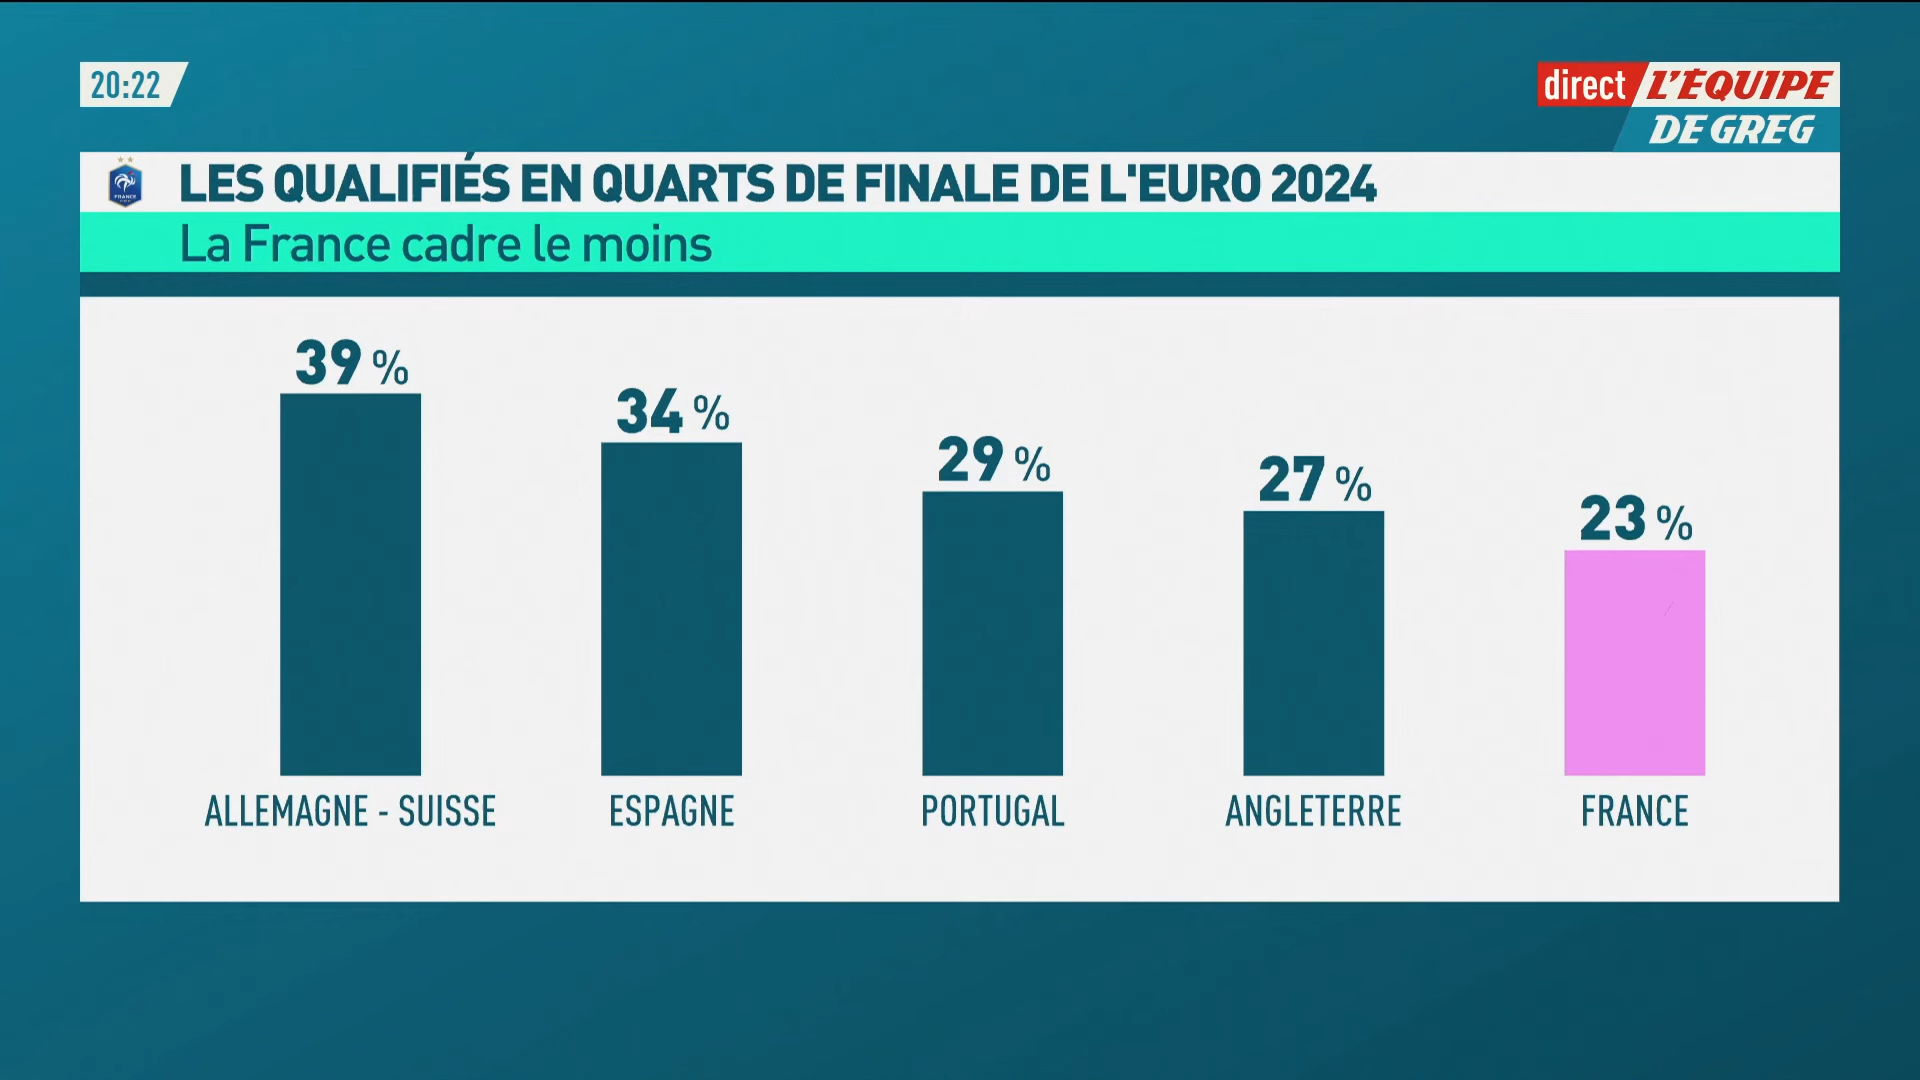 20:22
direct L'ÉQUIPE
DE GREG
LES QUALIFIÉS EN QUARTS DE FINALE DE L'EURO 2024
FRANCE
La France cadre le moins
39 %
34 %
29 %
27 %
23 %
ALLEMAGNE - SUISSE
ESPAGNE
PORTUGAL
ANGLETERRE
FRANCE